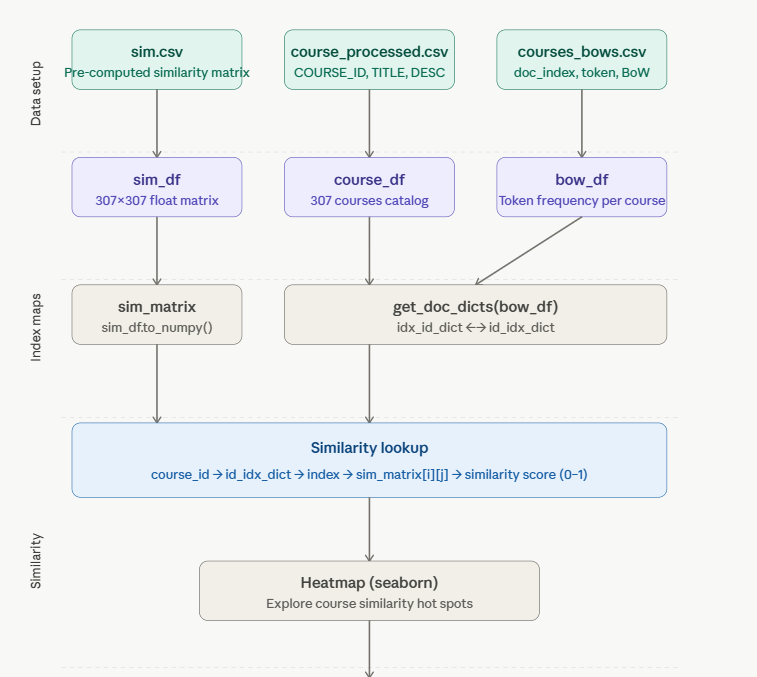 Data setup
sim.csv
Pre-computed similarity matrix
course_processed.csv
COURSE_ID, TITLE, DESC
courses_bows.csv
doc_index, token, BoW
sim_df
307×307 float matrix
course_df
307 courses catalog
bow_df
Token frequency per course
Index maps
sim_matrix
sim_df.to_numpy()
get_doc_dicts(bow_df)
idx_id_dict ↔ id_idx_dict
Similarity
Similarity lookup
course_id → id_idx_dict → index → sim_matrix[i][j] → similarity score (0–1)
Heatmap (seaborn)
Explore course similarity hot spots